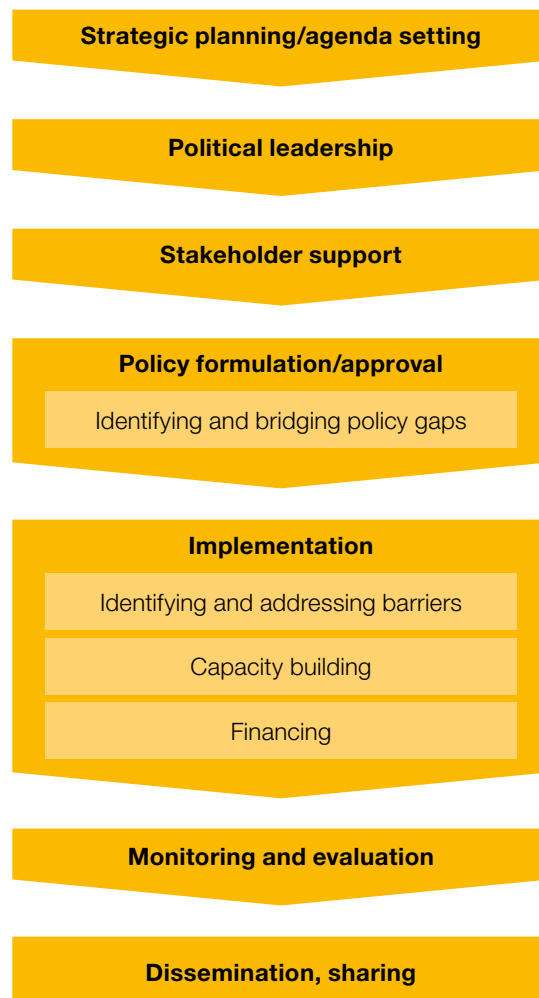 Strategic planning/agenda setting
Political leadership
Stakeholder support
Policy formulation/approval
Identifying and bridging policy gaps
Implementation
Identifying and addressing barriers
Capacity building
Financing
Monitoring and evaluation
Dissemination, sharing